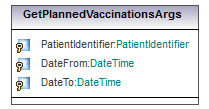 GetPlannedVaccinationsArgs
PatientIdentifier:PatientIdentifier
DateFrom:DateTime
DateTo:DateTime